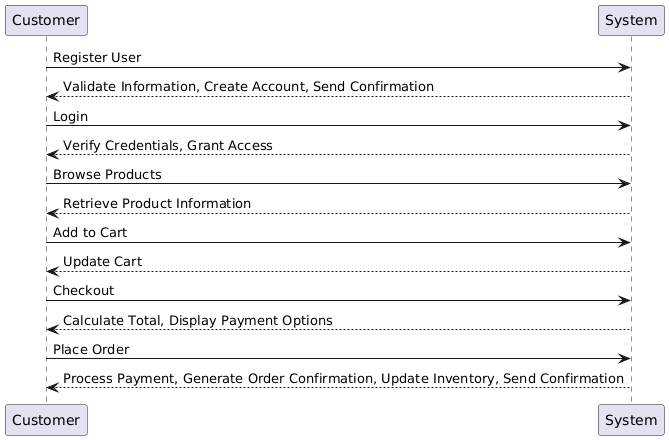 Customer System
Register User
Validate Information, Create Account, Send Confirmation
Login
Verify Credentials, Grant Access
Browse Products
Retrieve Product Information
Add to Cart
Update Cart
Checkout
Calculate Total, Display Payment Options
Place Order
Process Payment, Generate Order Confirmation, Update Inventory, Send Confirmation
Customer System